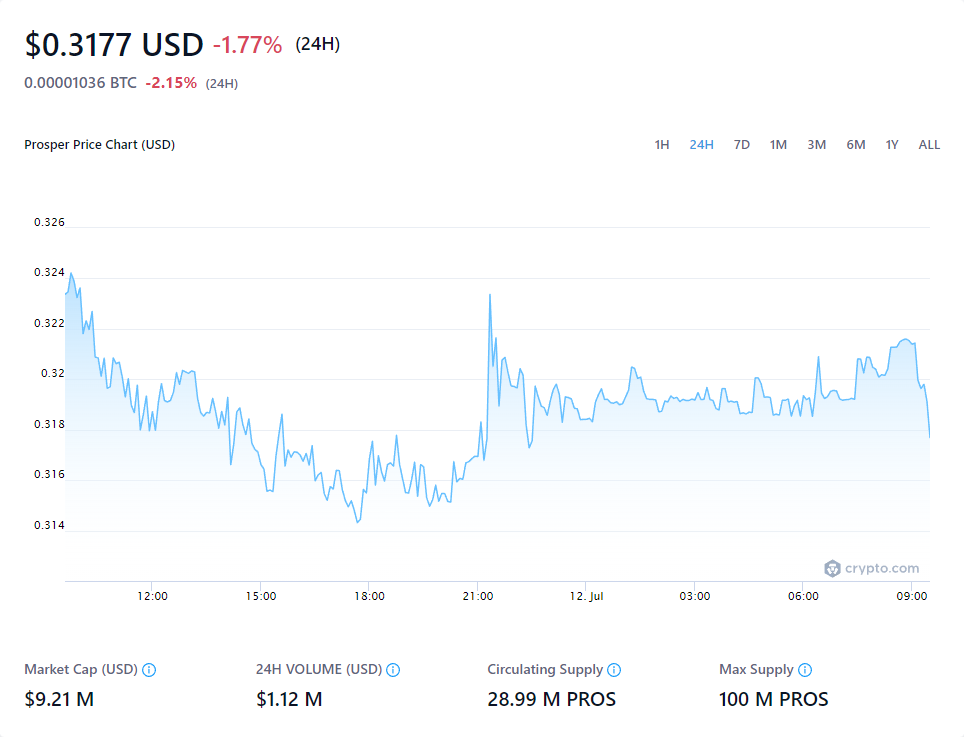 $0.3177 USD -1.77% (24H)
0.00001036 BTC -2.15% (24H)
Prosper Price Chart (USD) 1H 24H 7D 1M 3M 6M 1Y ALL
0.326
0.324
0.322
0.32
0.318
0.316
0.314
crypto.com
12:00 15:00 18:00 21:00 12. Jul 03:00 06:00 09:00
Market Cap (USD) 24H VOLUME (USD) Circulating Supply Max Supply
$9.21 M $1.12 M 28.99 M PROS 100 M PROS